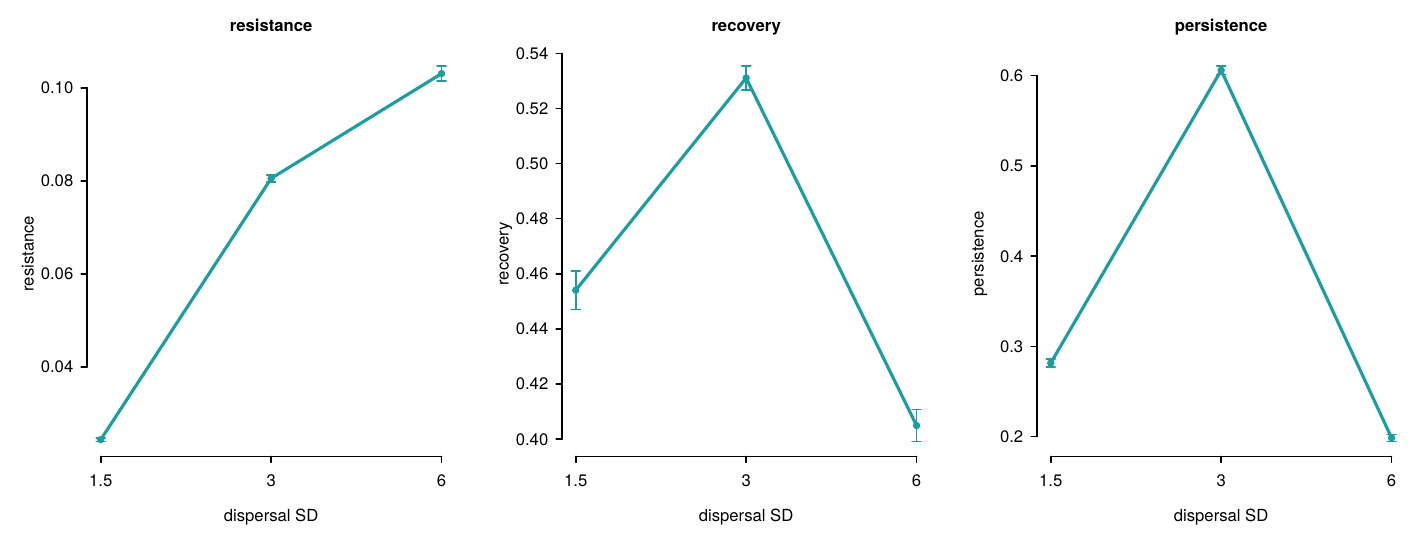 resistance
recovery
persistence
0.10
0.08
0.06
0.04
resistance
1.5
3
6
dispersal SD
0.54
0.52
0.50
0.48
0.46
0.44
0.42
0.40
recovery
1.5
3
6
dispersal SD
0.6
0.5
0.4
0.3
0.2
persistence
1.5
3
6
dispersal SD